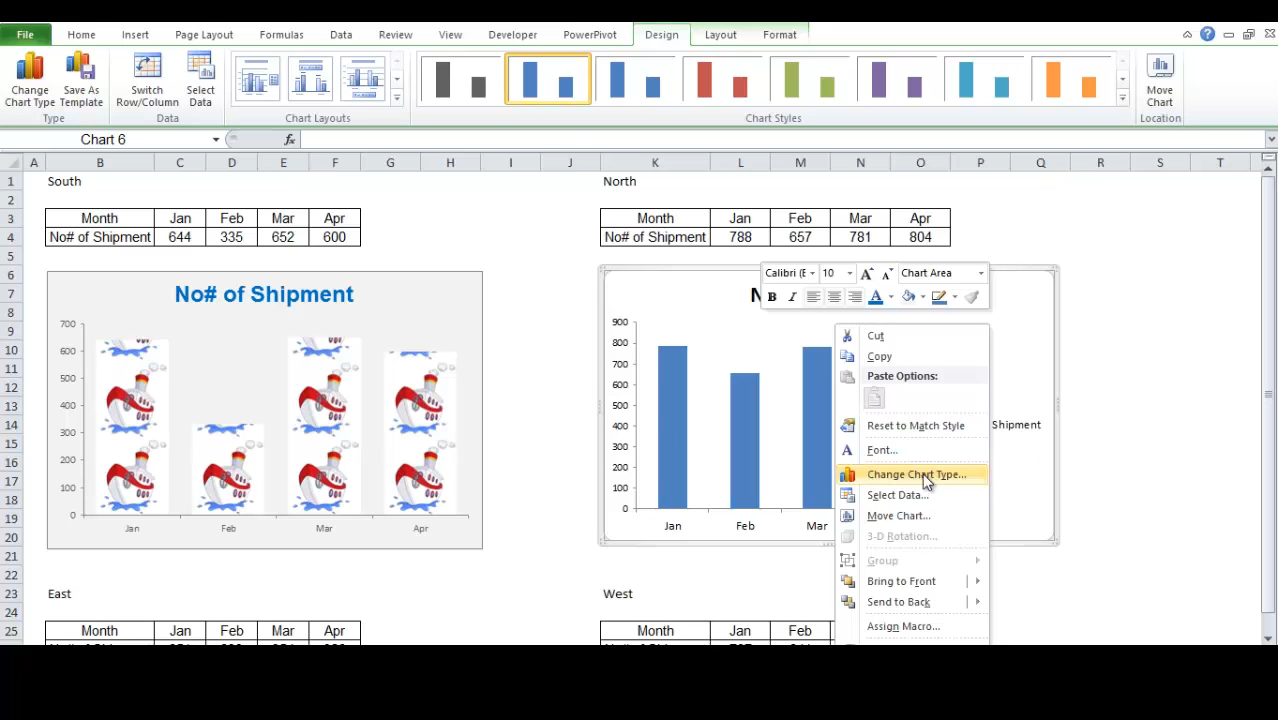 File Home Insert Page Layout Formulas Data Review View Developer PowerPivot Design Layout Format
Change Chart Type
Save As Template
Switch Row/Column
Select Data
Move Chart
Type Data Chart Layouts Chart Styles Location
Chart 6 fx
A B C D E F G H I J K L M N O P Q R S T
1 South North
2
3 Month Jan Feb Mar Apr Month Jan Feb Mar Apr
4 No# of Shipment 644 335 652 600 No# of Shipment 788 657 781 804
5
6
7
8
9
10
11
12
13
14
15
16
17
18
19
20
21
22
23 East West
24
25 Month Jan Feb Mar Apr Month Jan Feb
No# of Shipment
700
600
500
400
300
200
100
0
Jan Feb Mar Apr
900
800
700
600
500
400
300
200
100
0
Jan Feb Mar
Shipment
Calibri (E 10 A A Chart Area
B I A
Cut
Copy
Paste Options:
Reset to Match Style
A Font...
Change Chart Type...
Select Data...
Move Chart...
3-D Rotation...
Group
Bring to Front
Send to Back
Assign Macro...